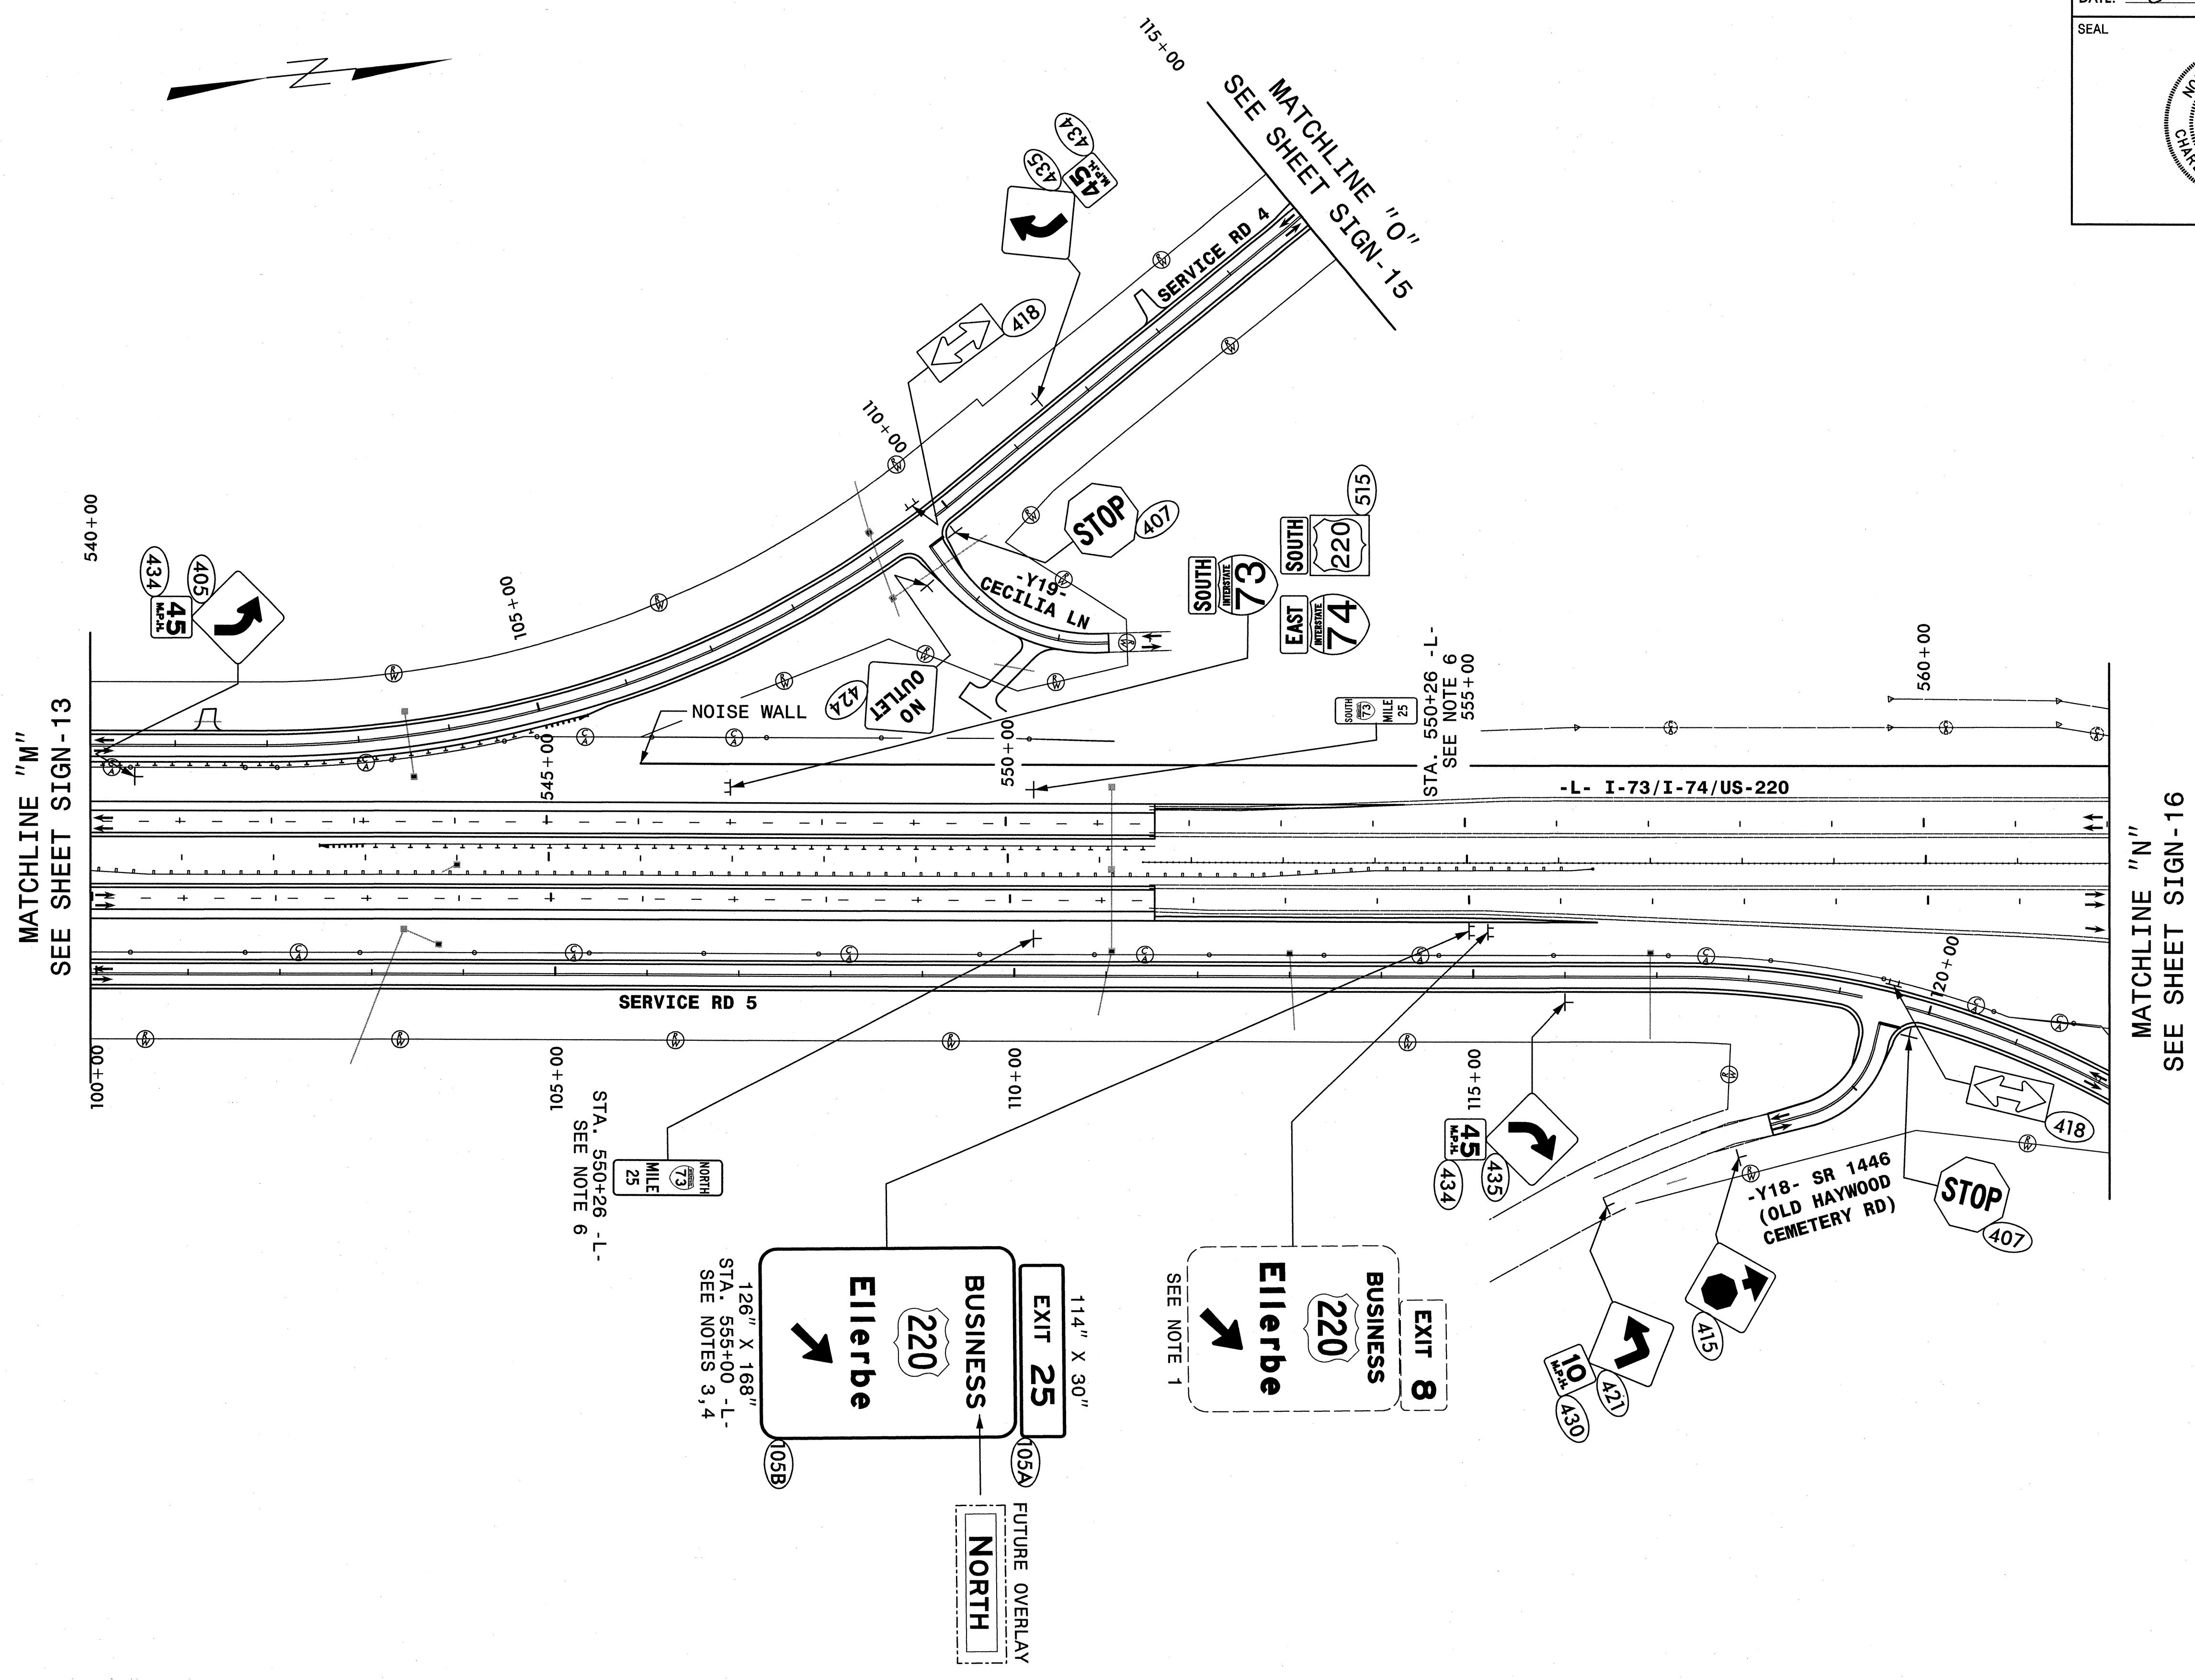 DATE:
SEAL
N
115+00
MATCHLINE "O"
SEE SHEET SIGN-15
434
435
45
M.P.H.
SERVICE RD 4
418
110+00
STOP
407
515
SOUTH
220
SOUTH
INTERSTATE
73
EAST
INTERSTATE
74
-Y19-
CECILIA LN
540+00
434
405
45
M.P.H.
105+00
NO
OUTLET
424
NOISE WALL
545+00
550+00
SOUTH
73
MILE
25
STA. 550+26 -L-
SEE NOTE 6
555+00
560+00
MATCHLINE "M"
SEE SHEET SIGN-13
-L- I-73/I-74/US-220
MATCHLINE "N"
SEE SHEET SIGN-16
SERVICE RD 5
100+00
105+00
110+00
115+00
120+00
STA. 550+26 -L-
SEE NOTE 6
NORTH
73
MILE
25
45
M.P.H.
434
435
418
STOP
407
-Y18- SR 1446
(OLD HAYWOOD
CEMETERY RD)
415
10
M.P.H.
421
430
114" X 30"
EXIT 25
105A
BUSINESS
220
Ellerbe
105B
126" X 168"
STA. 555+00 -L-
SEE NOTES 3,4
EXIT 8
BUSINESS
220
Ellerbe
SEE NOTE 1
FUTURE OVERLAY
NORTH